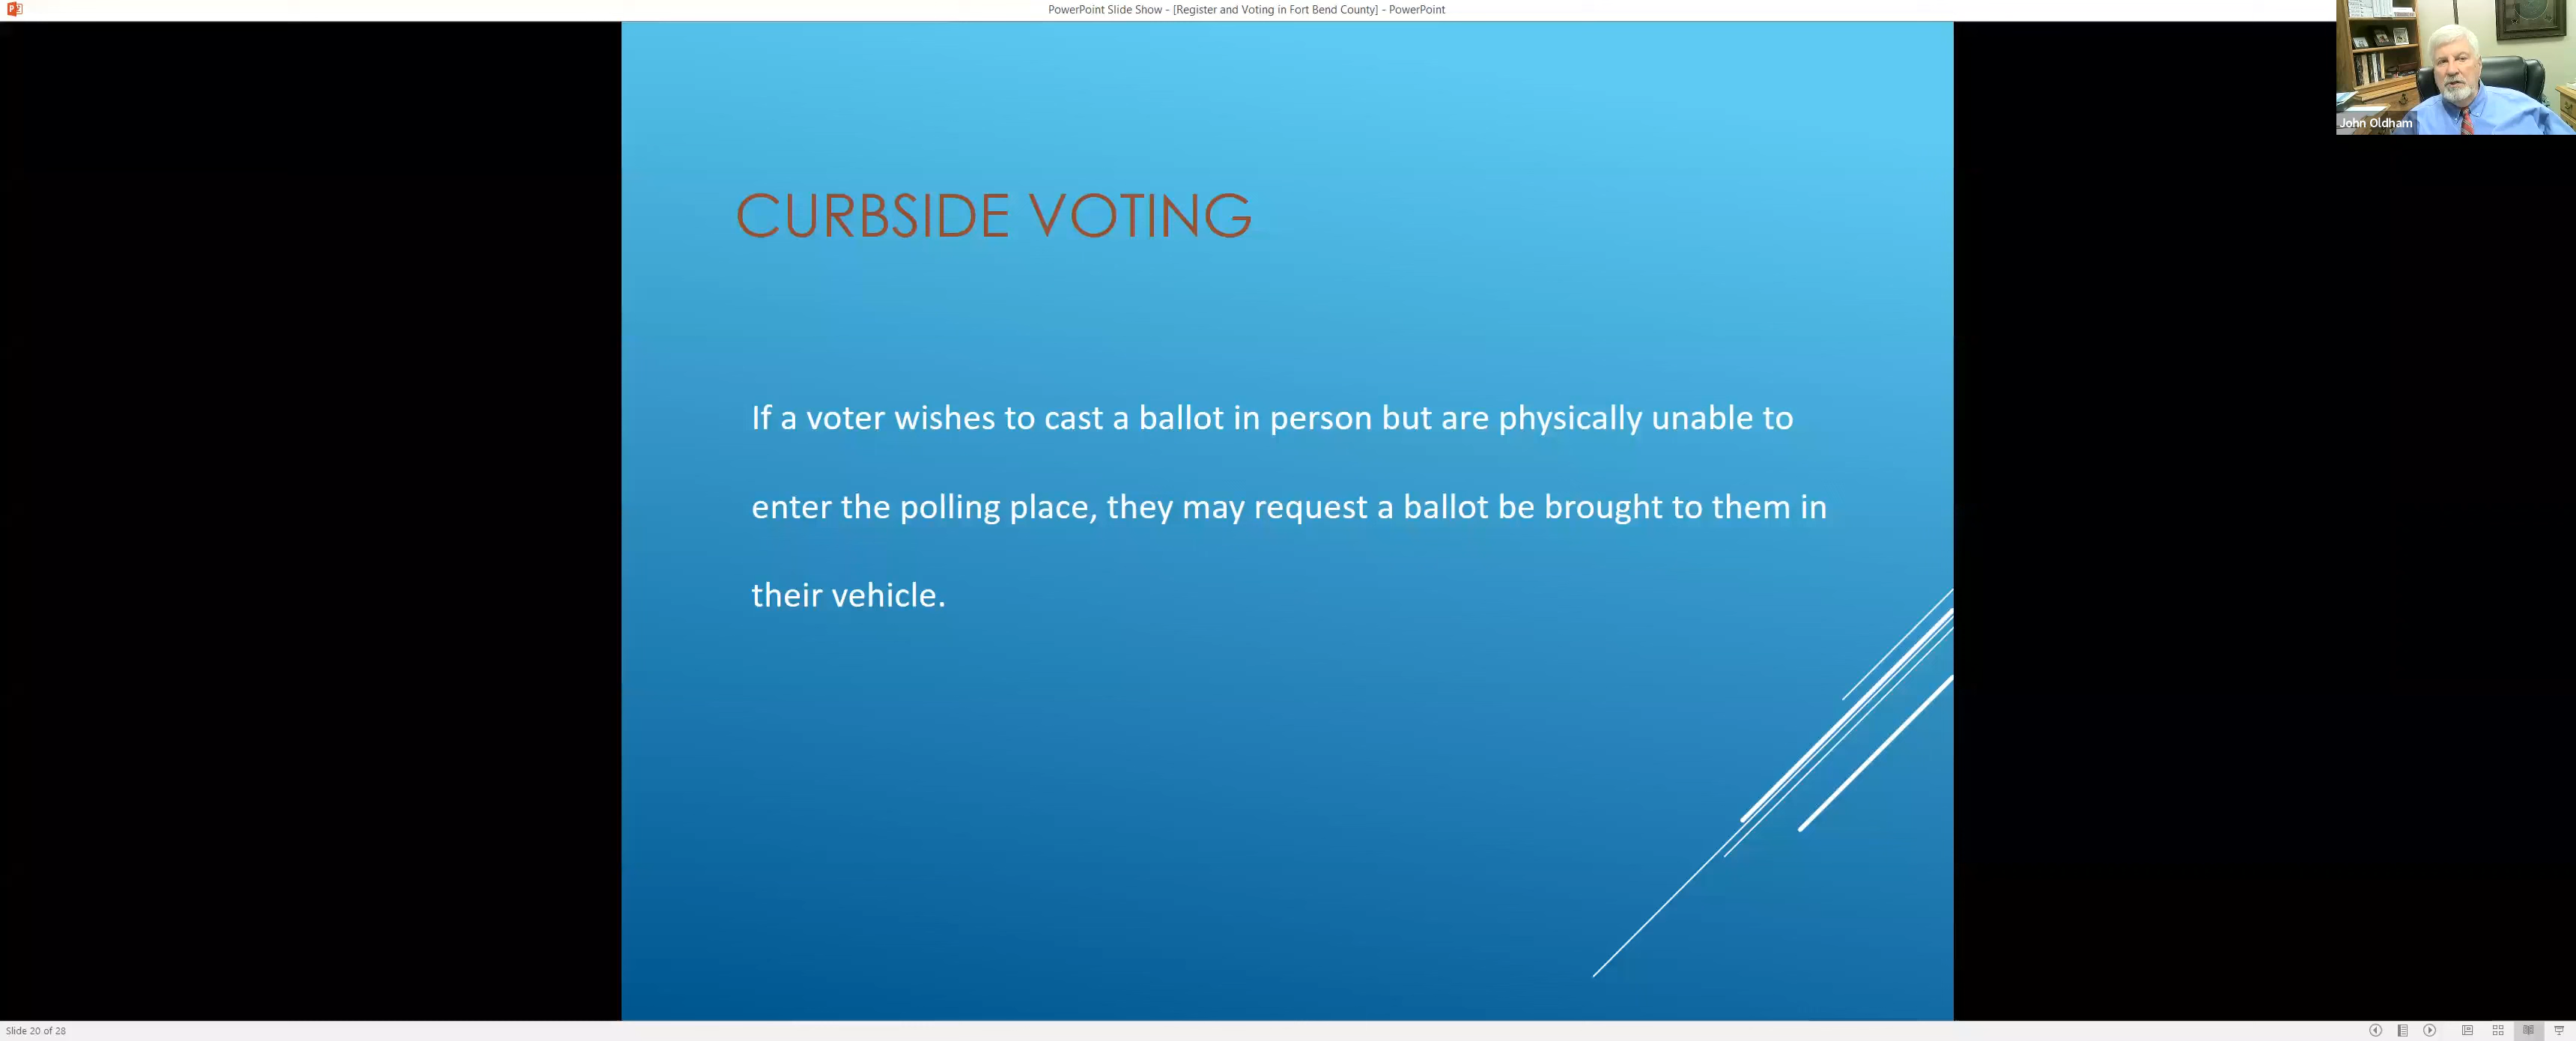 PowerPoint Slide Show - [Register and Voting in Fort Bend County] - PowerPoint
John Oldham
CURBSIDE VOTING
If a voter wishes to cast a ballot in person but are physically unable to
enter the polling place, they may request a ballot be brought to them in
their vehicle.
Slide 20 of 28